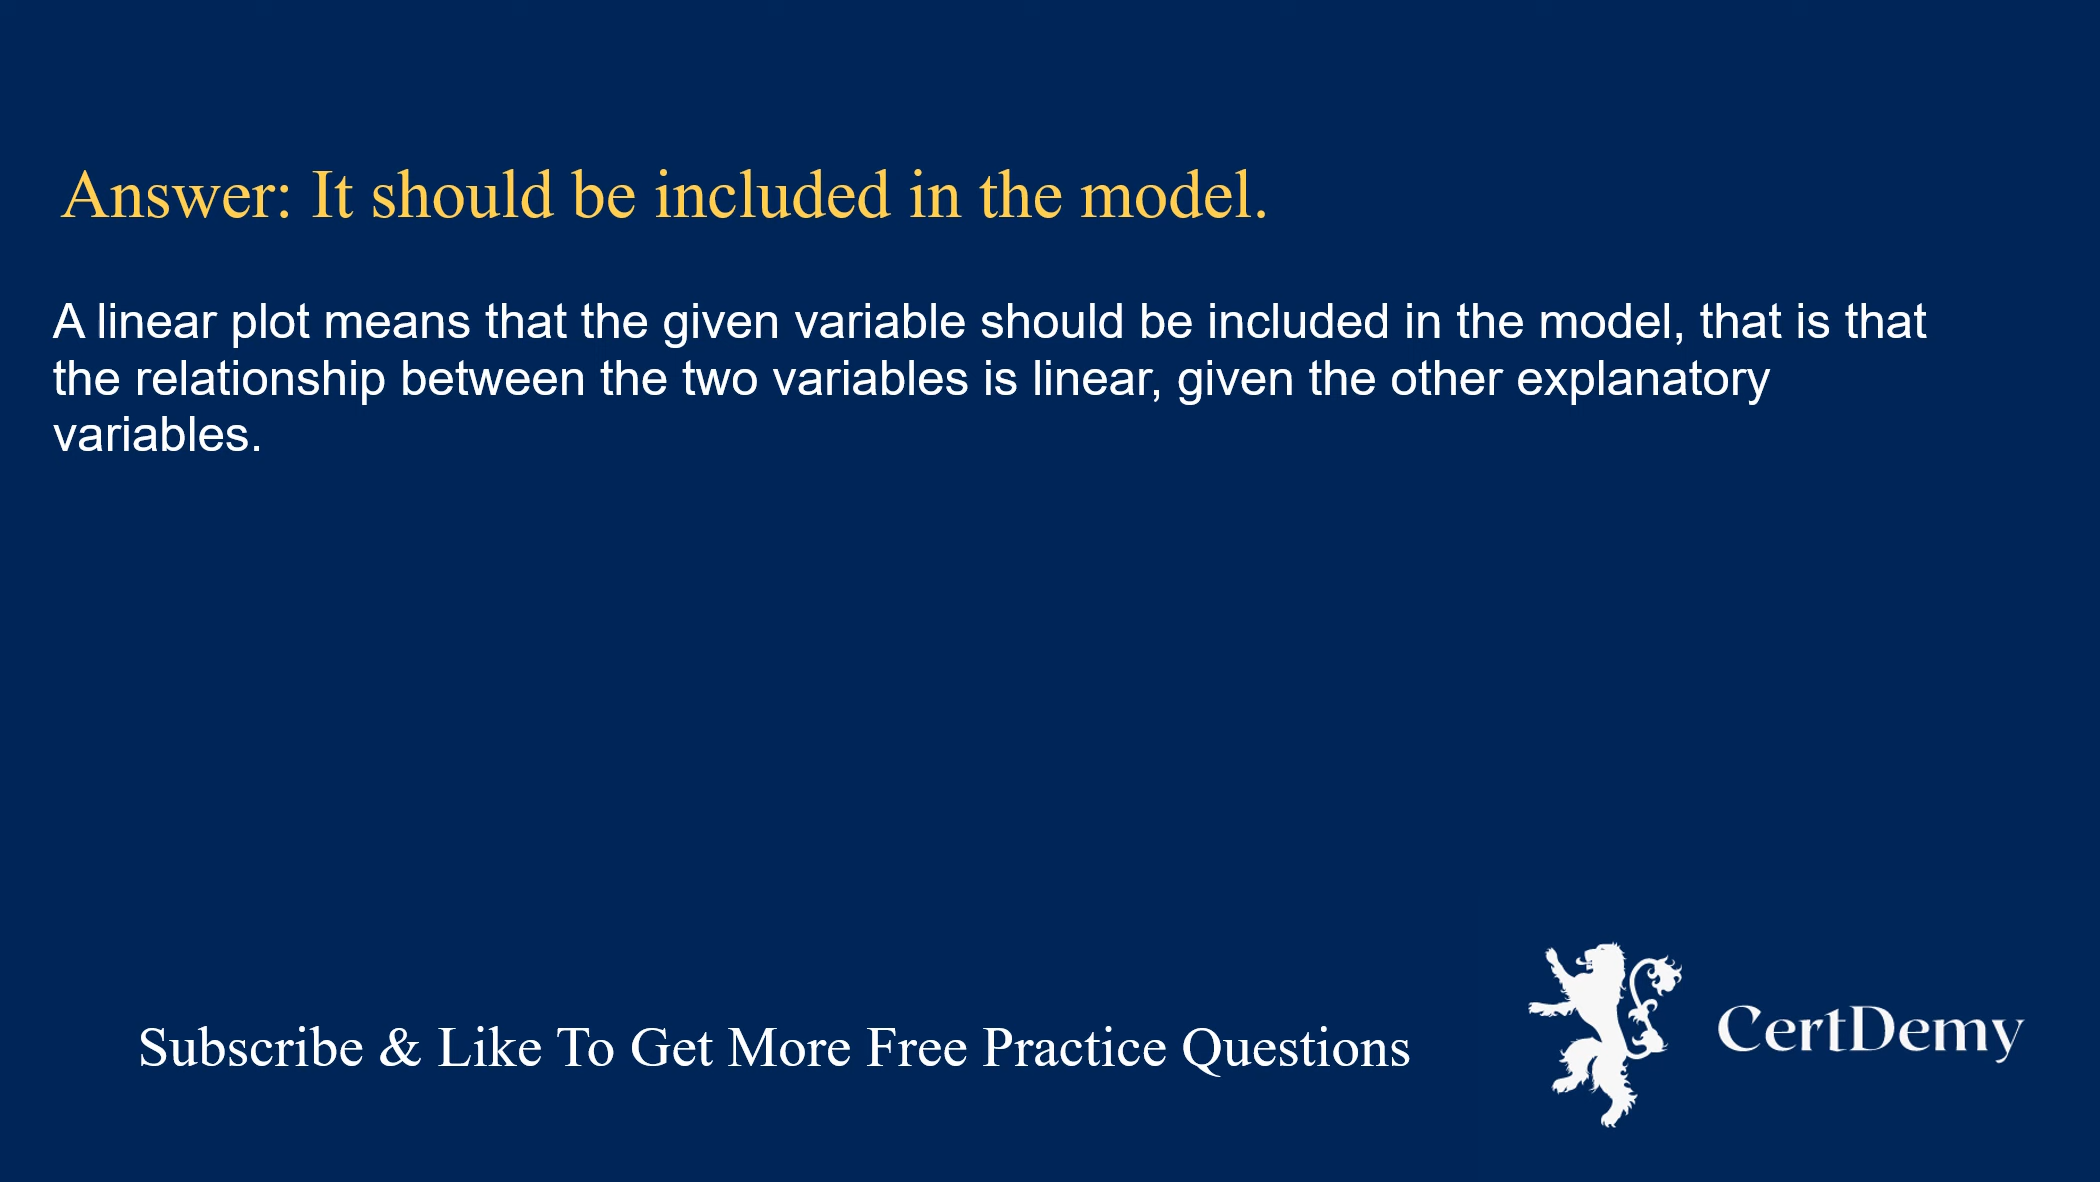 Answer: It should be included in the model.
A linear plot means that the given variable should be included in the model, that is that
the relationship between the two variables is linear, given the other explanatory
variables.
Subscribe & Like To Get More Free Practice Questions
CertDemy